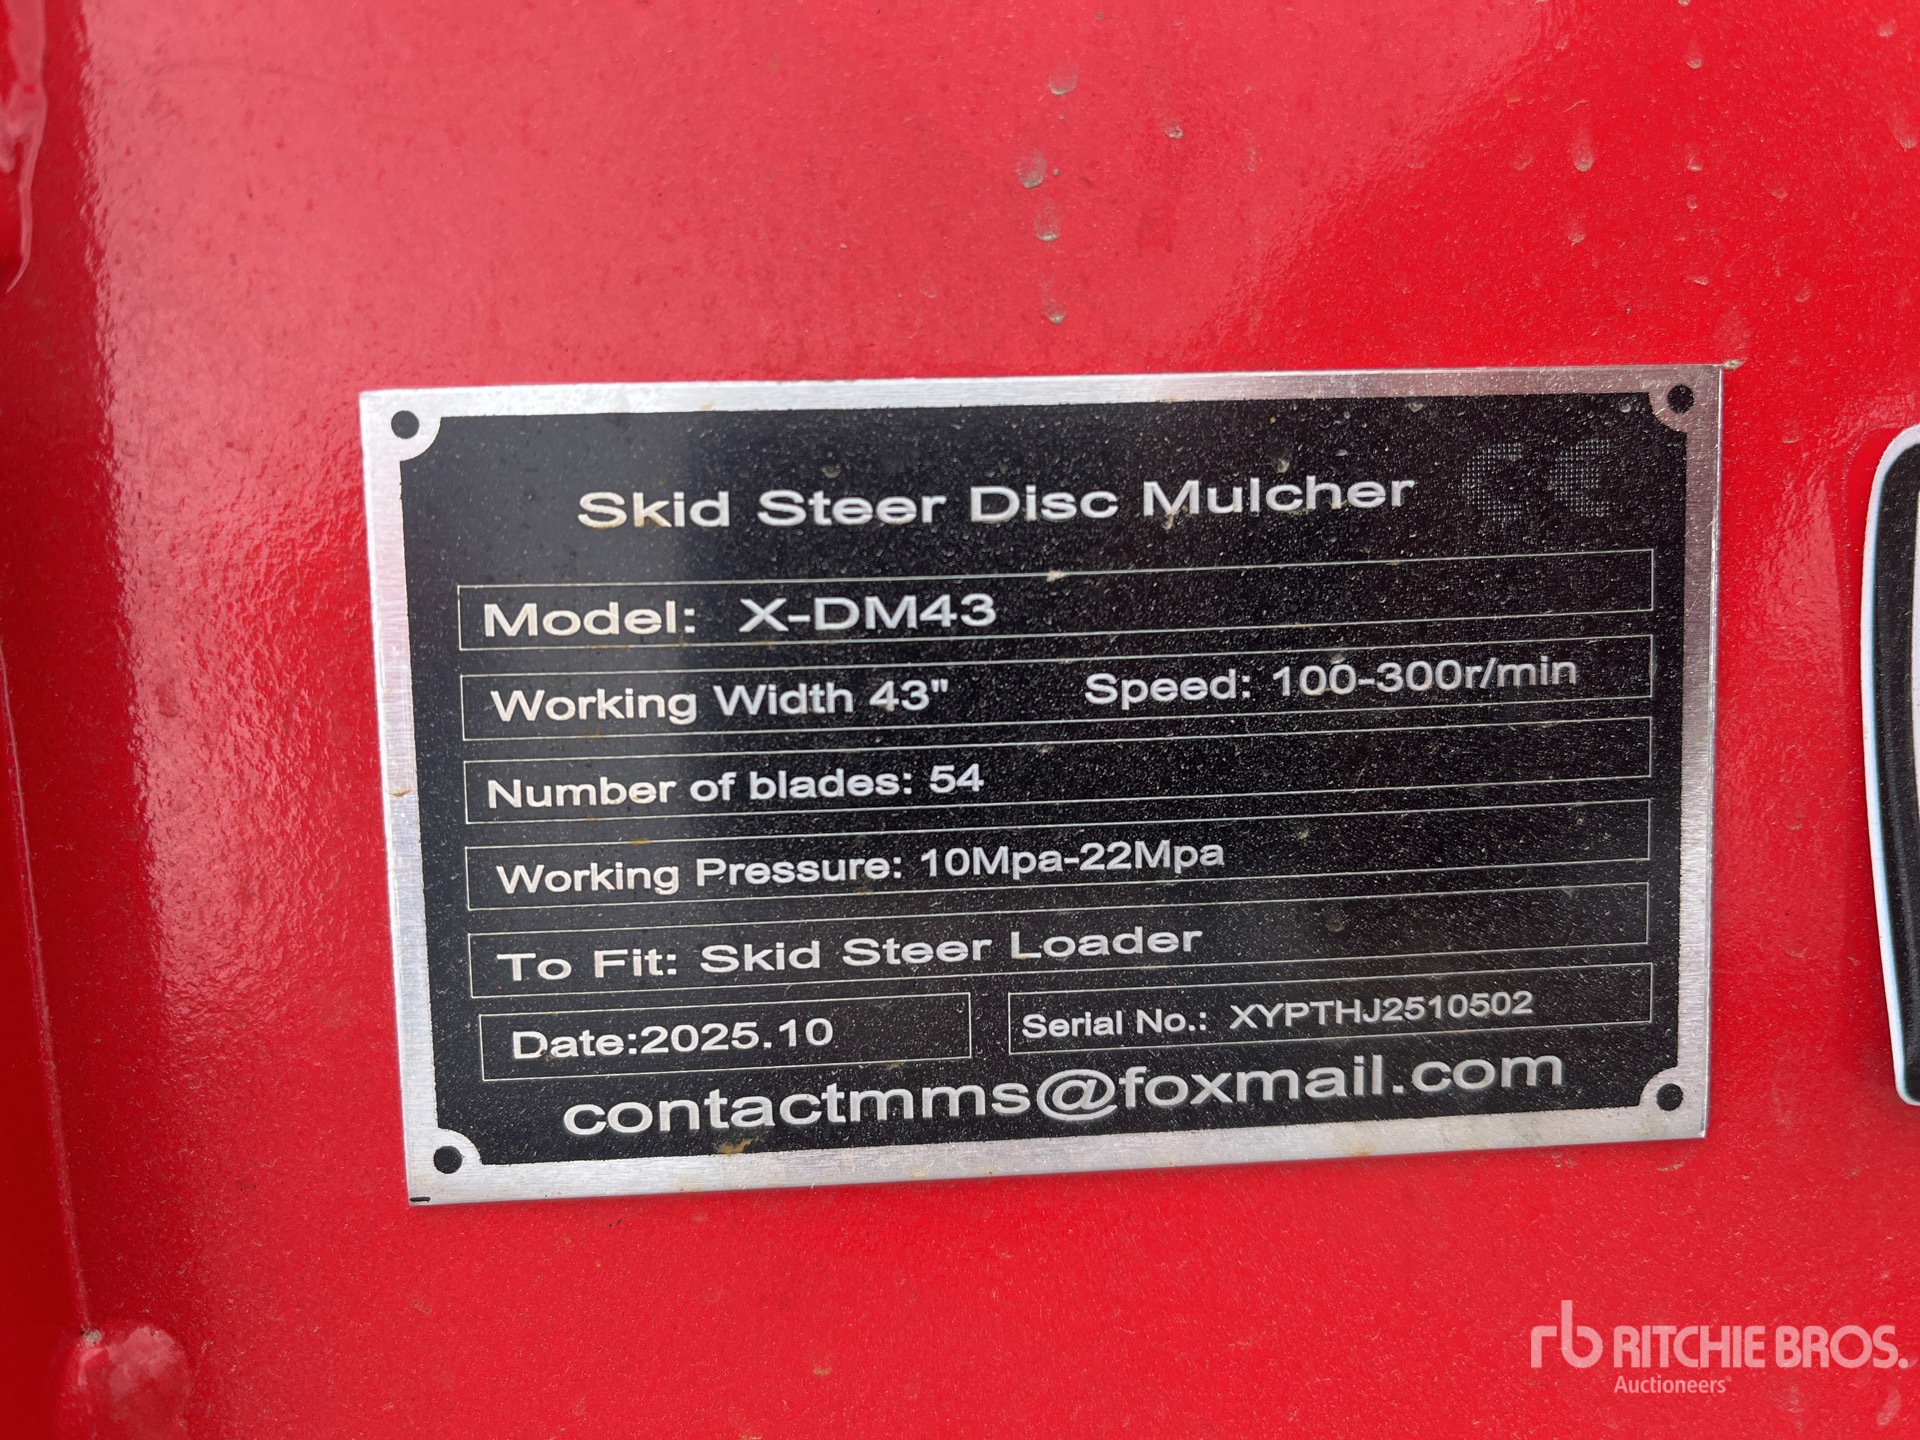 Skid Steer Disc Mulcher CE
Model: X-DM43
Working Width 43" Speed: 100-300r/min
Number of blades: 54
Working Pressure: 10Mpa-22Mpa
To Fit: Skid Steer Loader
Date:2025.10 Serial No.: XYPTHJ2510502
contactmms@foxmail.com
rb RITCHIE BROS.
Auctioneers